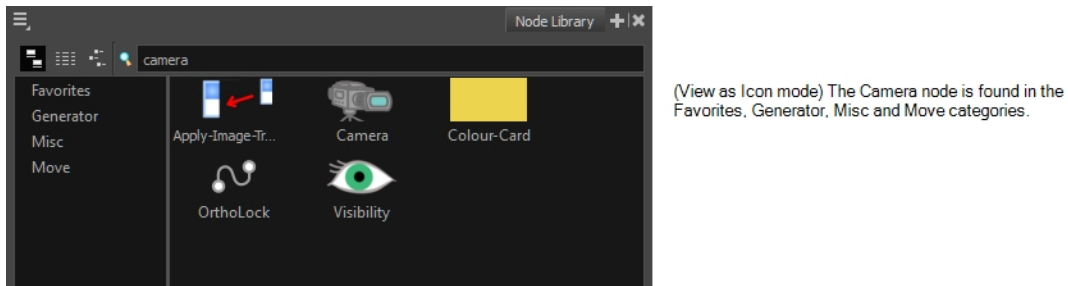 Node Library
camera
Favorites
Generator
Misc
Move
Apply-Image-Tr...
Camera
Colour-Card
OrthoLock
Visibility
(View as Icon mode) The Camera node is found in the
Favorites, Generator, Misc and Move categories.